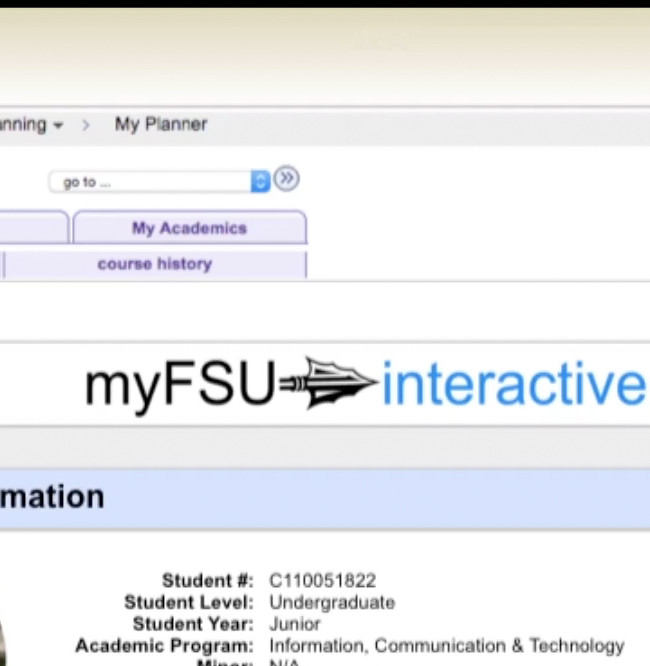 nning > My Planner
go to ...
My Academics
course history
myFSU interactive
mation
Student #: C110051822
Student Level: Undergraduate
Student Year: Junior
Academic Program: Information, Communication & Technology
Minor: N/A